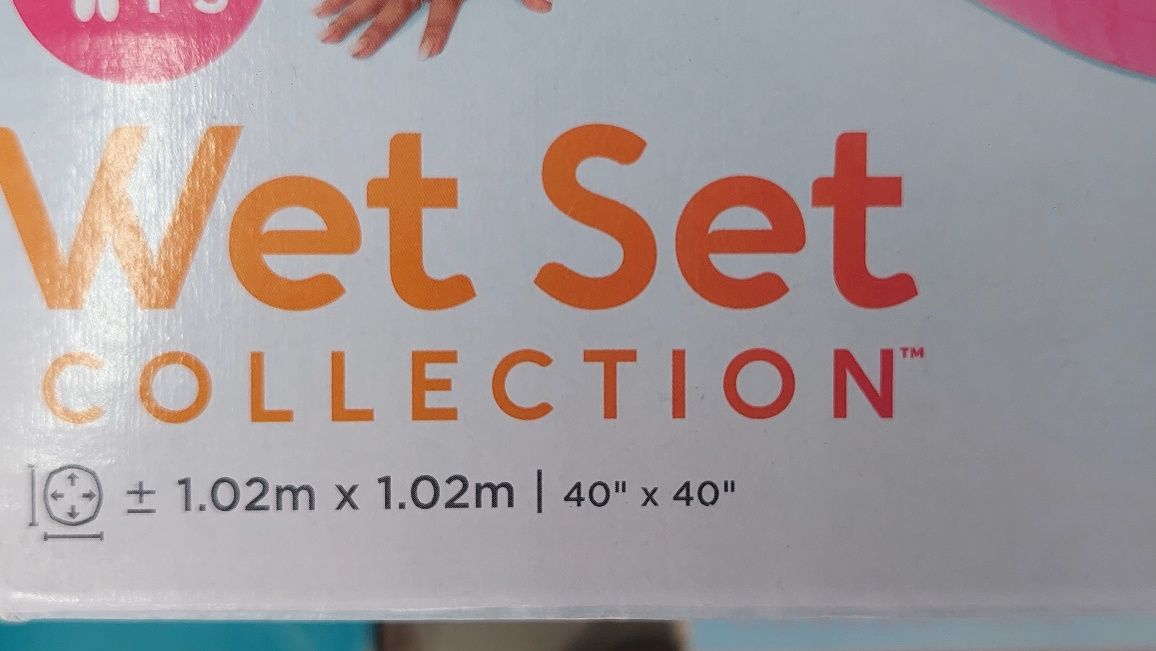 Wet Set
COLLECTION™
± 1.02m x 1.02m | 40" x 40"